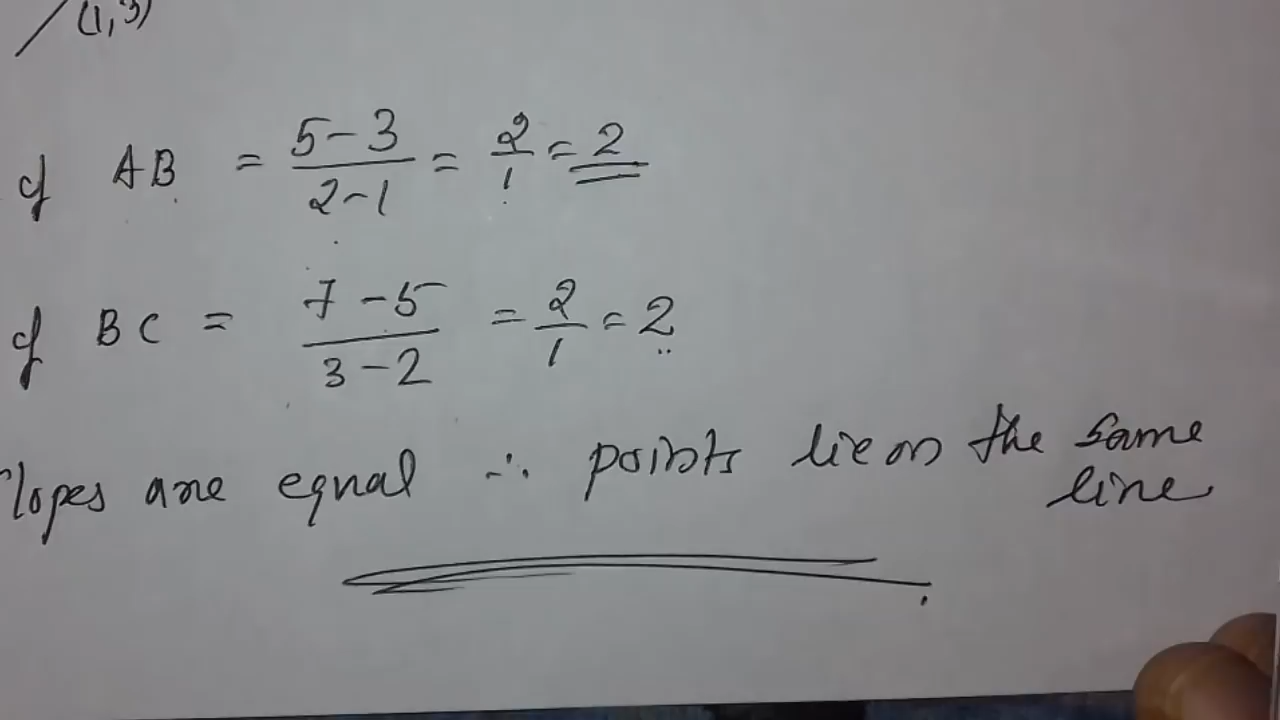 (1,3)
of AB = 5-3/2-1 = 2/1 = 2
of BC = 7-5/3-2 = 2/1 = 2
slopes are equal ∴ points lie on the same
line